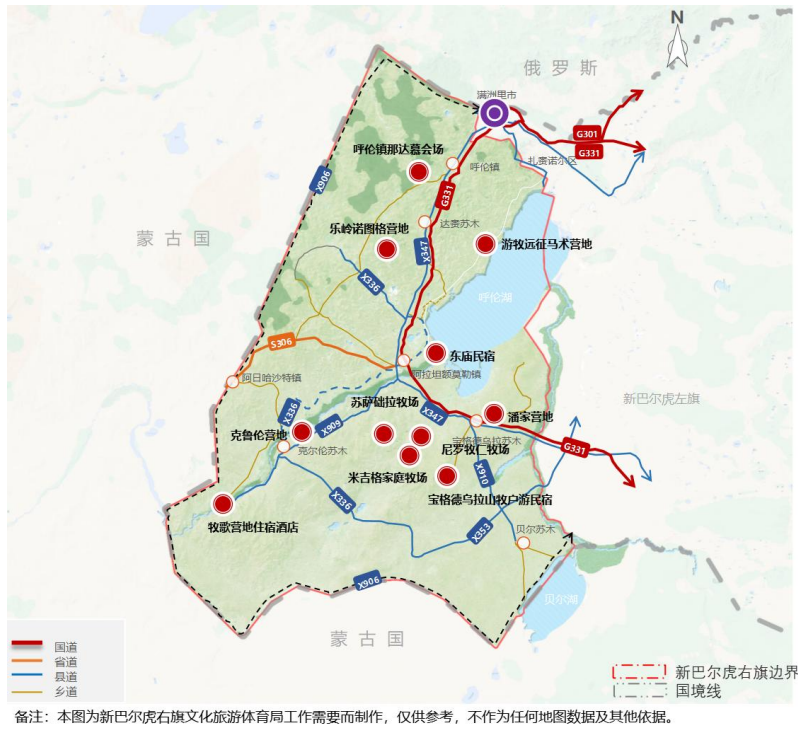 N
俄罗斯
满洲里市
G301
G331
扎赉诺尔区
呼伦镇那达慕会场
呼伦镇
X906
G331
达赉苏木
乐岭诺图格营地
蒙古国
X347
游牧远征马术营地
X336
呼伦湖
S306
东庙民宿
阿日哈沙特镇
阿拉坦额莫勒镇
新巴尔虎左旗
苏萨础拉牧场
X336
X347
潘家营地
X909
克鲁伦营地
宝格德乌拉苏木
克尔伦苏木
尼罗牧仁牧场
G331
米吉格家庭牧场
X910
X336
宝格德乌拉山牧户游民宿
牧歌营地住宿酒店
X353
贝尔苏木
X906
贝尔湖
蒙古国
国道
省道
县道
乡道
新巴尔虎右旗边界
国境线
备注：本图为新巴尔虎右旗文化旅游体育局工作需要而制作，仅供参考，不作为任何地图数据及其他依据。